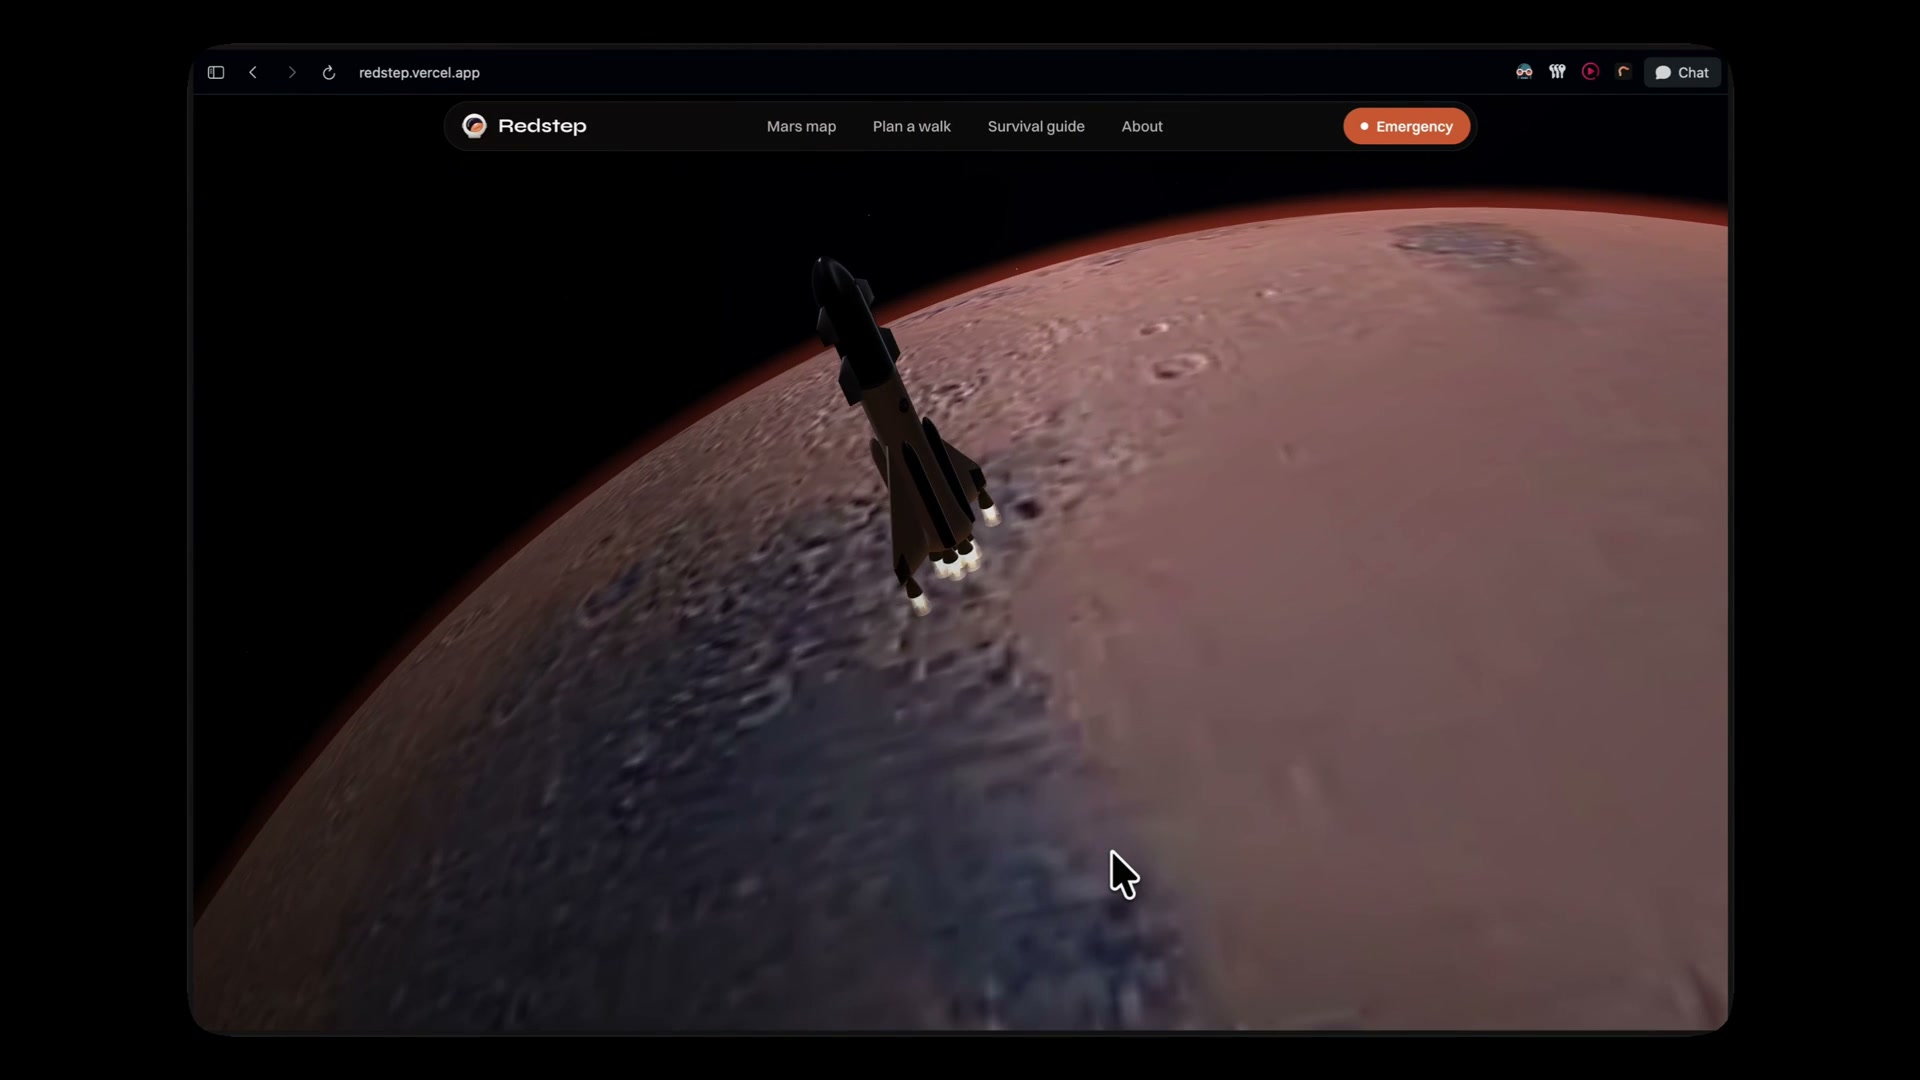 redstep.vercel.app
Chat
Redstep
Mars map
Plan a walk
Survival guide
About
Emergency